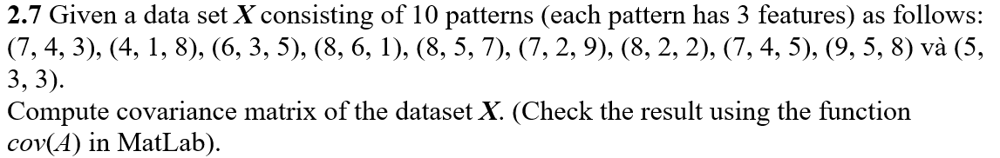 2.7 Given a data set X consisting of 10 patterns (each pattern has 3 features) as follows:
(7, 4, 3), (4, 1, 8), (6, 3, 5), (8, 6, 1), (8, 5, 7), (7, 2, 9), (8, 2, 2), (7, 4, 5), (9, 5, 8) và (5,
3, 3).
Compute covariance matrix of the dataset X. (Check the result using the function
cov(A) in MatLab).